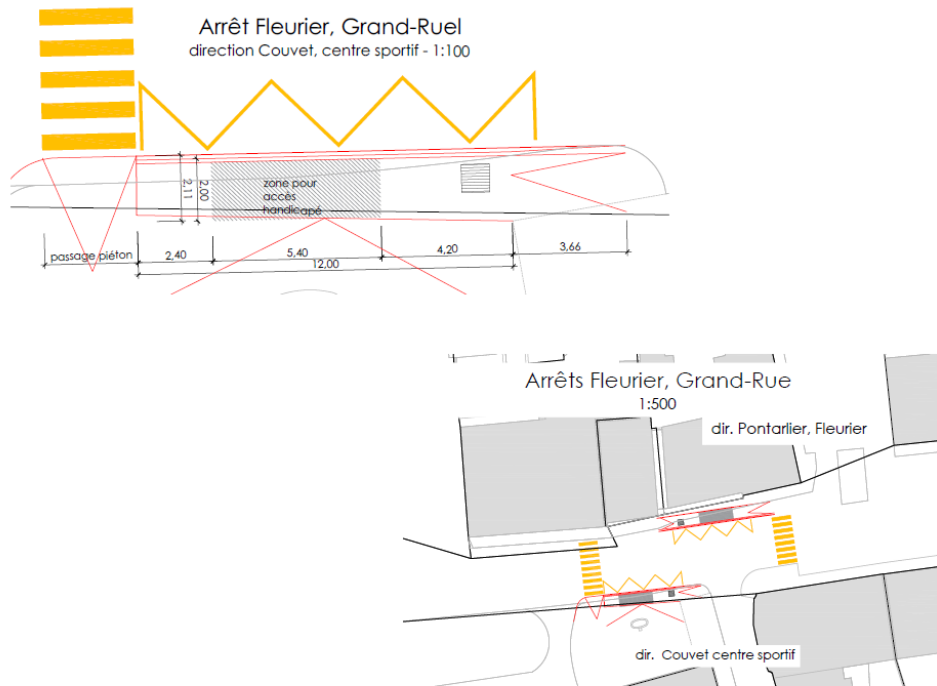 Arrêt Fleurier, Grand-Ruel
direction Couvet, centre sportif - 1:100
2,11
2,00
zone pour
accès
handicapé
passage piéton
2,40
5,40
4,20
3,66
12,00
Arrêts Fleurier, Grand-Rue
1:500
dir. Pontarlier, Fleurier
dir. Couvet centre sportif